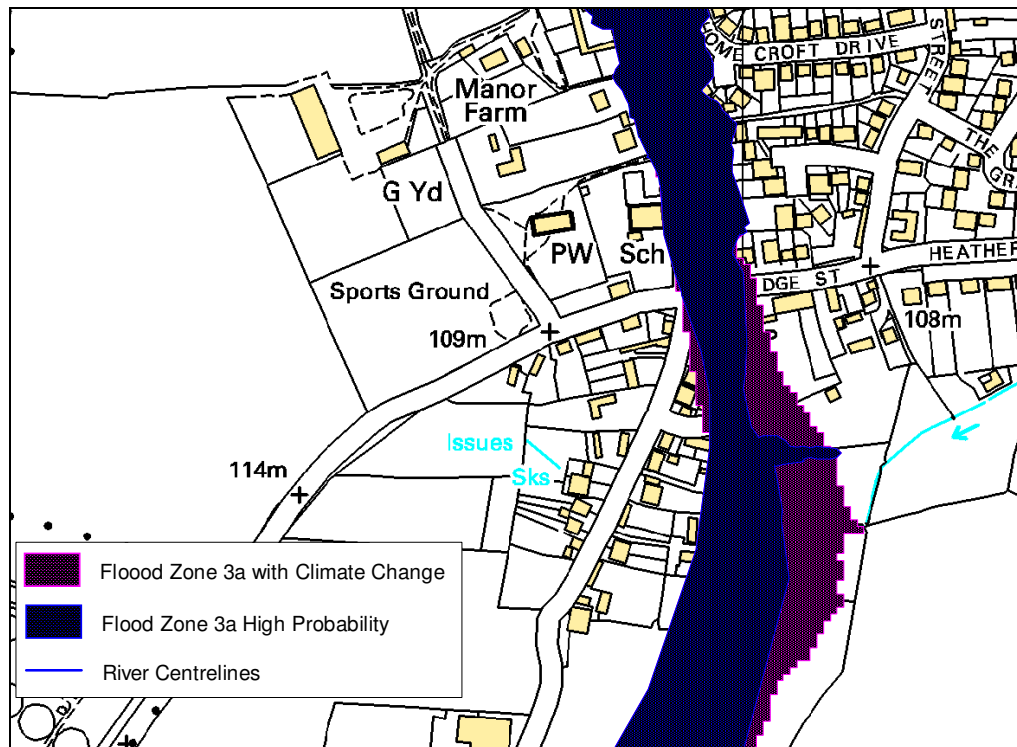 HOME CROFT DRIVE
STREET
Manor
Farm
THE
G Yd
PW
Sch
HEATHER
DGE ST
Sports Ground
109m
108m
Issues
Sks
114m
Floood Zone 3a with Climate Change
Flood Zone 3a High Probability
River Centrelines